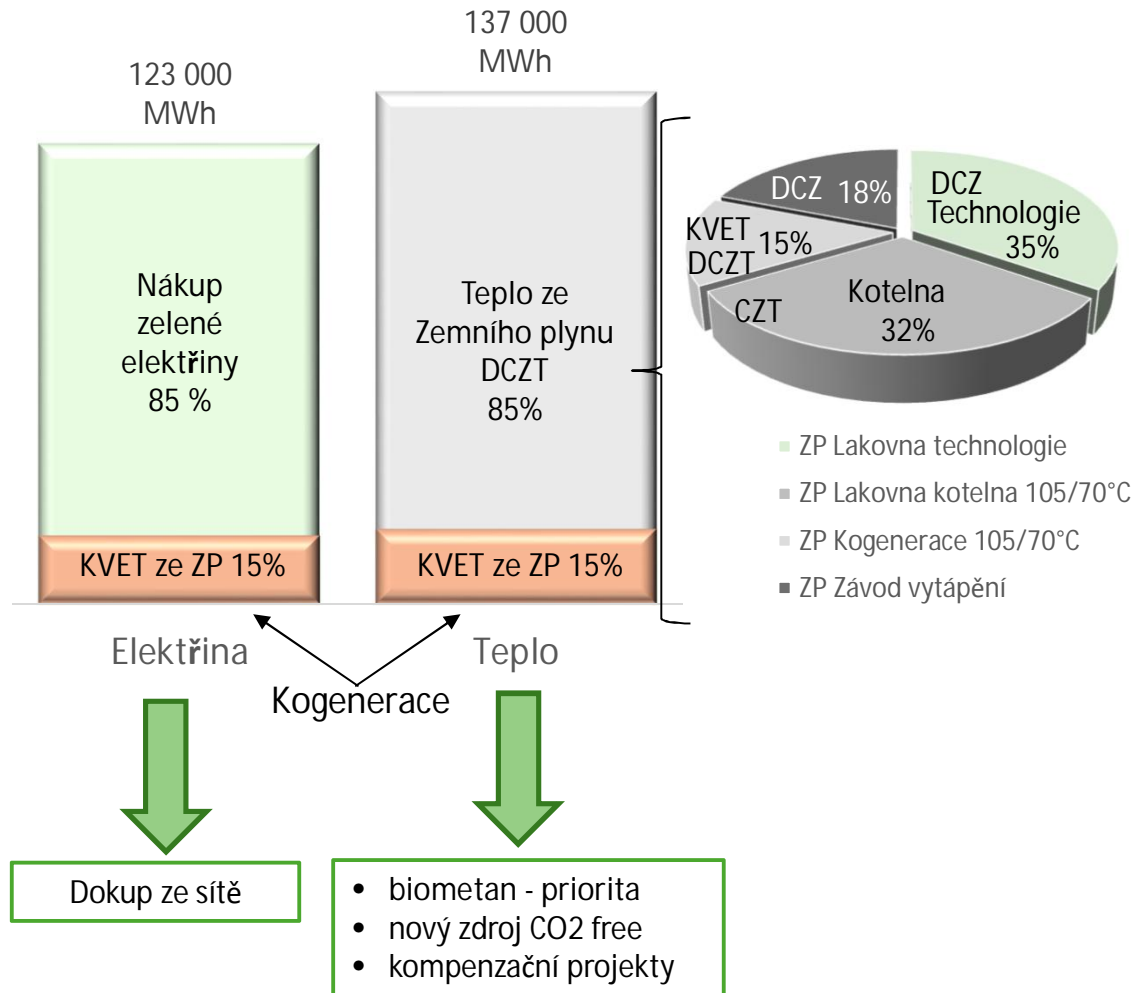 123 000
MWh
137 000
MWh
Nákup
zelené
elektřiny
85 %
KVET ze ZP 15%
Teplo ze
Zemního plynu
DCZT
85%
KVET ze ZP 15%
DCZ 18%
DCZ
Technologie
35%
KVET 15%
DCZT
CZT
Kotelna
32%
ZP Lakovna technologie
ZP Lakovna kotelna 105/70°C
ZP Kogenerace 105/70°C
ZP Závod vytápění
Elektřina
Teplo
Kogenerace
Dokup ze sítě
• biometan - priorita
• nový zdroj CO2 free
• kompenzační projekty